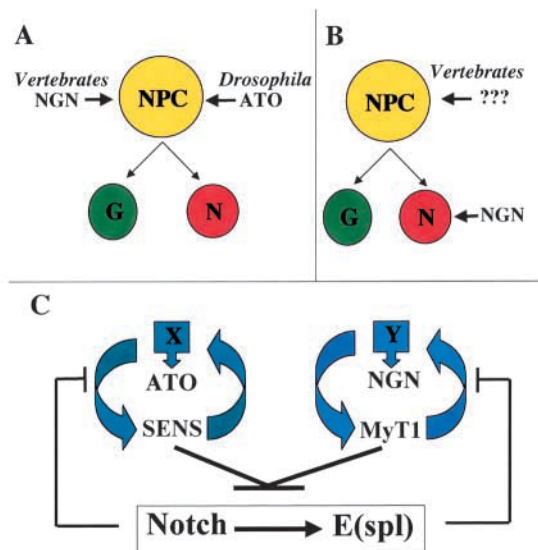 A
Vertebrates
NGN
NPC
Drosophila
ATO
G
N
B
Vertebrates
???
NPC
G
N
NGN
C
X
ATO
SENS
Y
NGN
MyT1
Notch
E(spl)